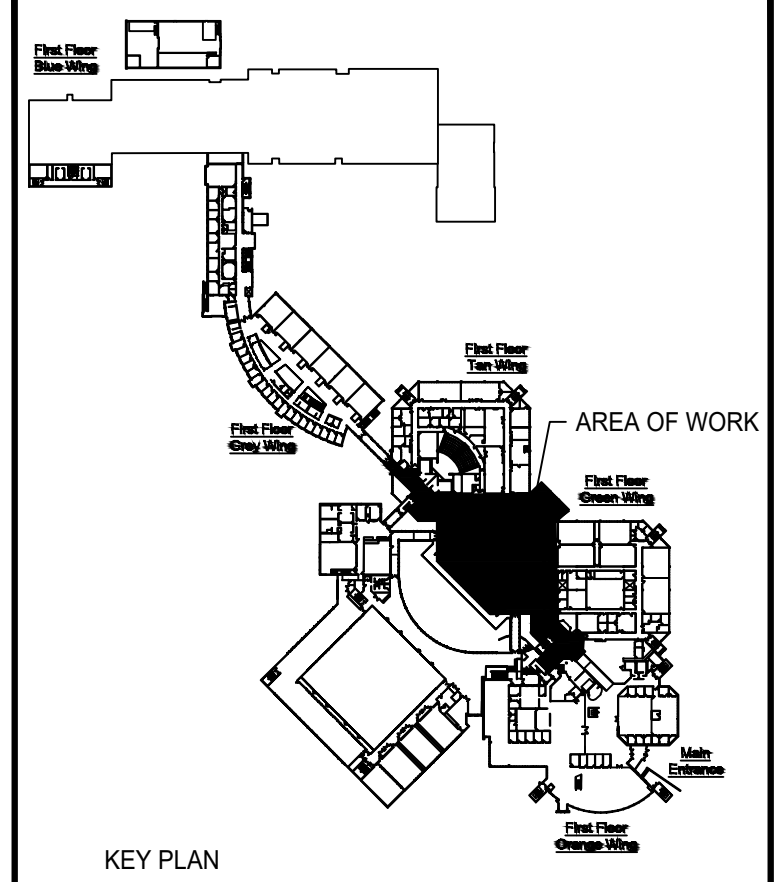 First Floor
Blue Wing
First Floor
Tan Wing
AREA OF WORK
First Floor
Grey Wing
First Floor
Green Wing
Main
Entrance
First Floor
Orange Wing
KEY PLAN